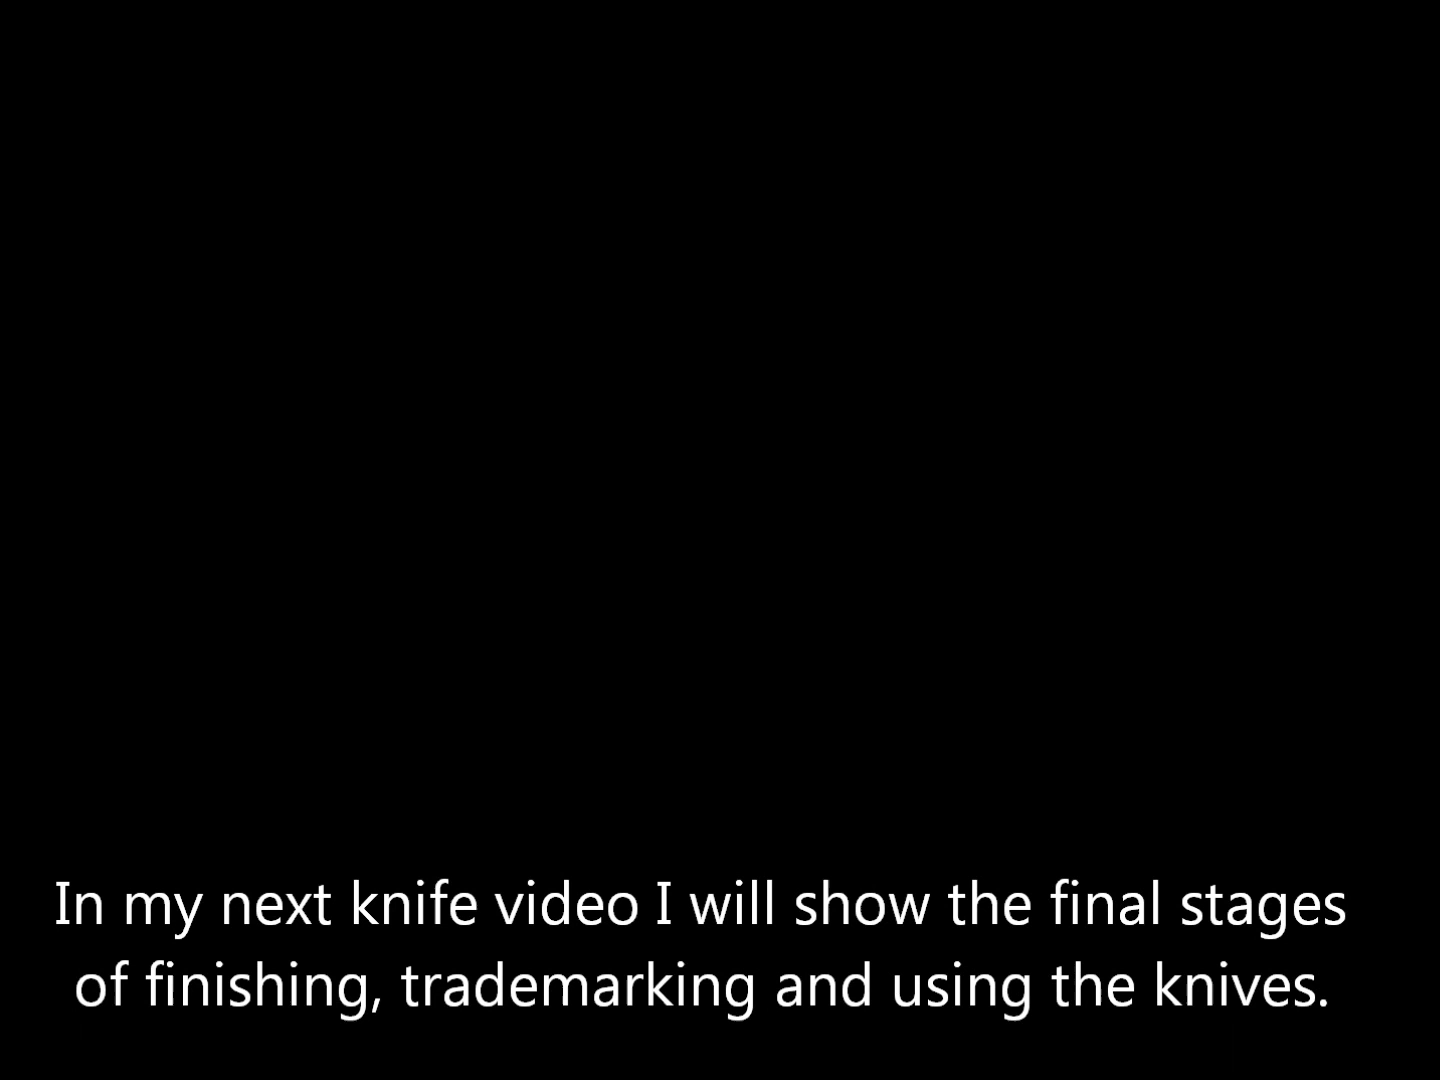 In my next knife video I will show the final stages
of finishing, trademarking and using the knives.